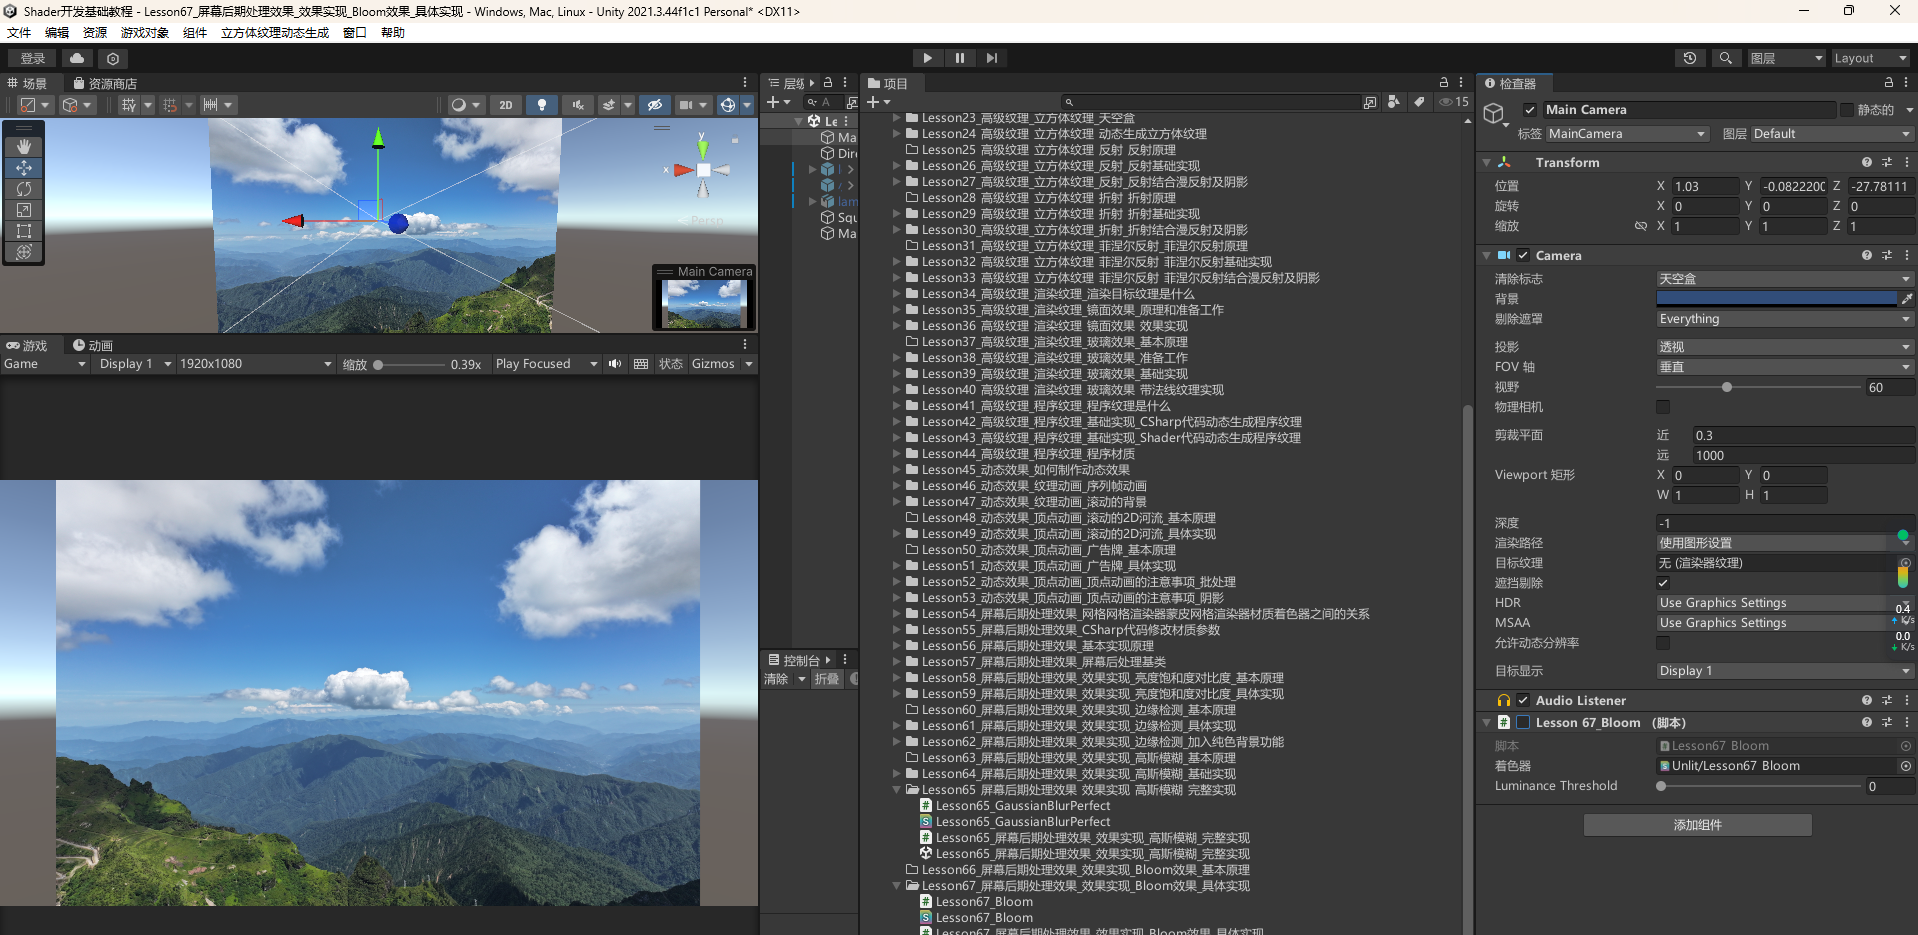 Shader开发基础教程 - Lesson67_屏幕后期处理效果_效果实现_Bloom效果_具体实现 - Windows, Mac, Linux - Unity 2021.3.44f1c1 Personal* <DX11>
文件 编辑 资源 游戏对象 组件 立方体纹理动态生成 窗口 帮助
登录 图层 Layout
场景 资源商店
2D
y
x
Persp
Main Camera
游戏 动画
Game Display 1 1920x1080 缩放 0.39x Play Focused 状态 Gizmos
层级
A
Le
Ma
Dire
lam
Squ
Ma
控制台
清除 折叠
项目
15
Lesson23_高级纹理_立方体纹理_天空盒
Lesson24_高级纹理_立方体纹理_动态生成立方体纹理
Lesson25_高级纹理_立方体纹理_反射_反射原理
Lesson26_高级纹理_立方体纹理_反射_反射基础实现
Lesson27_高级纹理_立方体纹理_反射_反射结合漫反射及阴影
Lesson28_高级纹理_立方体纹理_折射_折射原理
Lesson29_高级纹理_立方体纹理_折射_折射基础实现
Lesson30_高级纹理_立方体纹理_折射_折射结合漫反射及阴影
Lesson31_高级纹理_立方体纹理_菲涅尔反射_菲涅尔反射原理
Lesson32_高级纹理_立方体纹理_菲涅尔反射_菲涅尔反射基础实现
Lesson33_高级纹理_立方体纹理_菲涅尔反射_菲涅尔反射结合漫反射及阴影
Lesson34_高级纹理_渲染纹理_渲染目标纹理是什么
Lesson35_高级纹理_渲染纹理_镜面效果_原理和准备工作
Lesson36_高级纹理_渲染纹理_镜面效果_效果实现
Lesson37_高级纹理_渲染纹理_玻璃效果_基本原理
Lesson38_高级纹理_渲染纹理_玻璃效果_准备工作
Lesson39_高级纹理_渲染纹理_玻璃效果_基础实现
Lesson40_高级纹理_渲染纹理_玻璃效果_带法线纹理实现
Lesson41_高级纹理_程序纹理_程序纹理是什么
Lesson42_高级纹理_程序纹理_基础实现_CSharp代码动态生成程序纹理
Lesson43_高级纹理_程序纹理_基础实现_Shader代码动态生成程序纹理
Lesson44_高级纹理_程序纹理_程序材质
Lesson45_动态效果_如何制作动态效果
Lesson46_动态效果_纹理动画_序列帧动画
Lesson47_动态效果_纹理动画_滚动的背景
Lesson48_动态效果_顶点动画_滚动的2D河流_基本原理
Lesson49_动态效果_顶点动画_滚动的2D河流_具体实现
Lesson50_动态效果_顶点动画_广告牌_基本原理
Lesson51_动态效果_顶点动画_广告牌_具体实现
Lesson52_动态效果_顶点动画_顶点动画的注意事项_批处理
Lesson53_动态效果_顶点动画_顶点动画的注意事项_阴影
Lesson54_屏幕后期处理效果_网格网格渲染器蒙皮网格渲染器材质着色器之间的关系
Lesson55_屏幕后期处理效果_CSharp代码修改材质参数
Lesson56_屏幕后期处理效果_基本实现原理
Lesson57_屏幕后期处理效果_屏幕后处理基类
Lesson58_屏幕后期处理效果_效果实现_亮度饱和度对比度_基本原理
Lesson59_屏幕后期处理效果_效果实现_亮度饱和度对比度_具体实现
Lesson60_屏幕后期处理效果_效果实现_边缘检测_基本原理
Lesson61_屏幕后期处理效果_效果实现_边缘检测_具体实现
Lesson62_屏幕后期处理效果_效果实现_边缘检测_加入纯色背景功能
Lesson63_屏幕后期处理效果_效果实现_高斯模糊_基本原理
Lesson64_屏幕后期处理效果_效果实现_高斯模糊_基础实现
Lesson65_屏幕后期处理效果_效果实现_高斯模糊_完整实现
Lesson65_GaussianBlurPerfect
Lesson65_GaussianBlurPerfect
Lesson65_屏幕后期处理效果_效果实现_高斯模糊_完整实现
Lesson65_屏幕后期处理效果_效果实现_高斯模糊_完整实现
Lesson66_屏幕后期处理效果_效果实现_Bloom效果_基本原理
Lesson67_屏幕后期处理效果_效果实现_Bloom效果_具体实现
Lesson67_Bloom
Lesson67_Bloom
Lesson67_屏幕后期处理效果_效果实现_Bloom效果_具体实现
检查器
Main Camera 静态的
标签 MainCamera 图层 Default
Transform
位置 X 1.03 Y -0.0822200 Z -27.78111
旋转 X 0 Y 0 Z 0
缩放 X 1 Y 1 Z 1
Camera
清除标志 天空盒
背景
剔除遮罩 Everything
投影 透视
FOV 轴 垂直
视野 60
物理相机
剪裁平面 近 0.3
远 1000
Viewport 矩形 X 0 Y 0
W 1 H 1
深度 -1
渲染路径 使用图形设置
目标纹理 无 (渲染器纹理)
遮挡剔除
HDR Use Graphics Settings
MSAA Use Graphics Settings
允许动态分辨率
目标显示 Display 1
0.4
K/s
0.0
K/s
Audio Listener
Lesson 67_Bloom （脚本）
脚本 Lesson67_Bloom
着色器 Unlit/Lesson67_Bloom
Luminance Threshold 0
添加组件